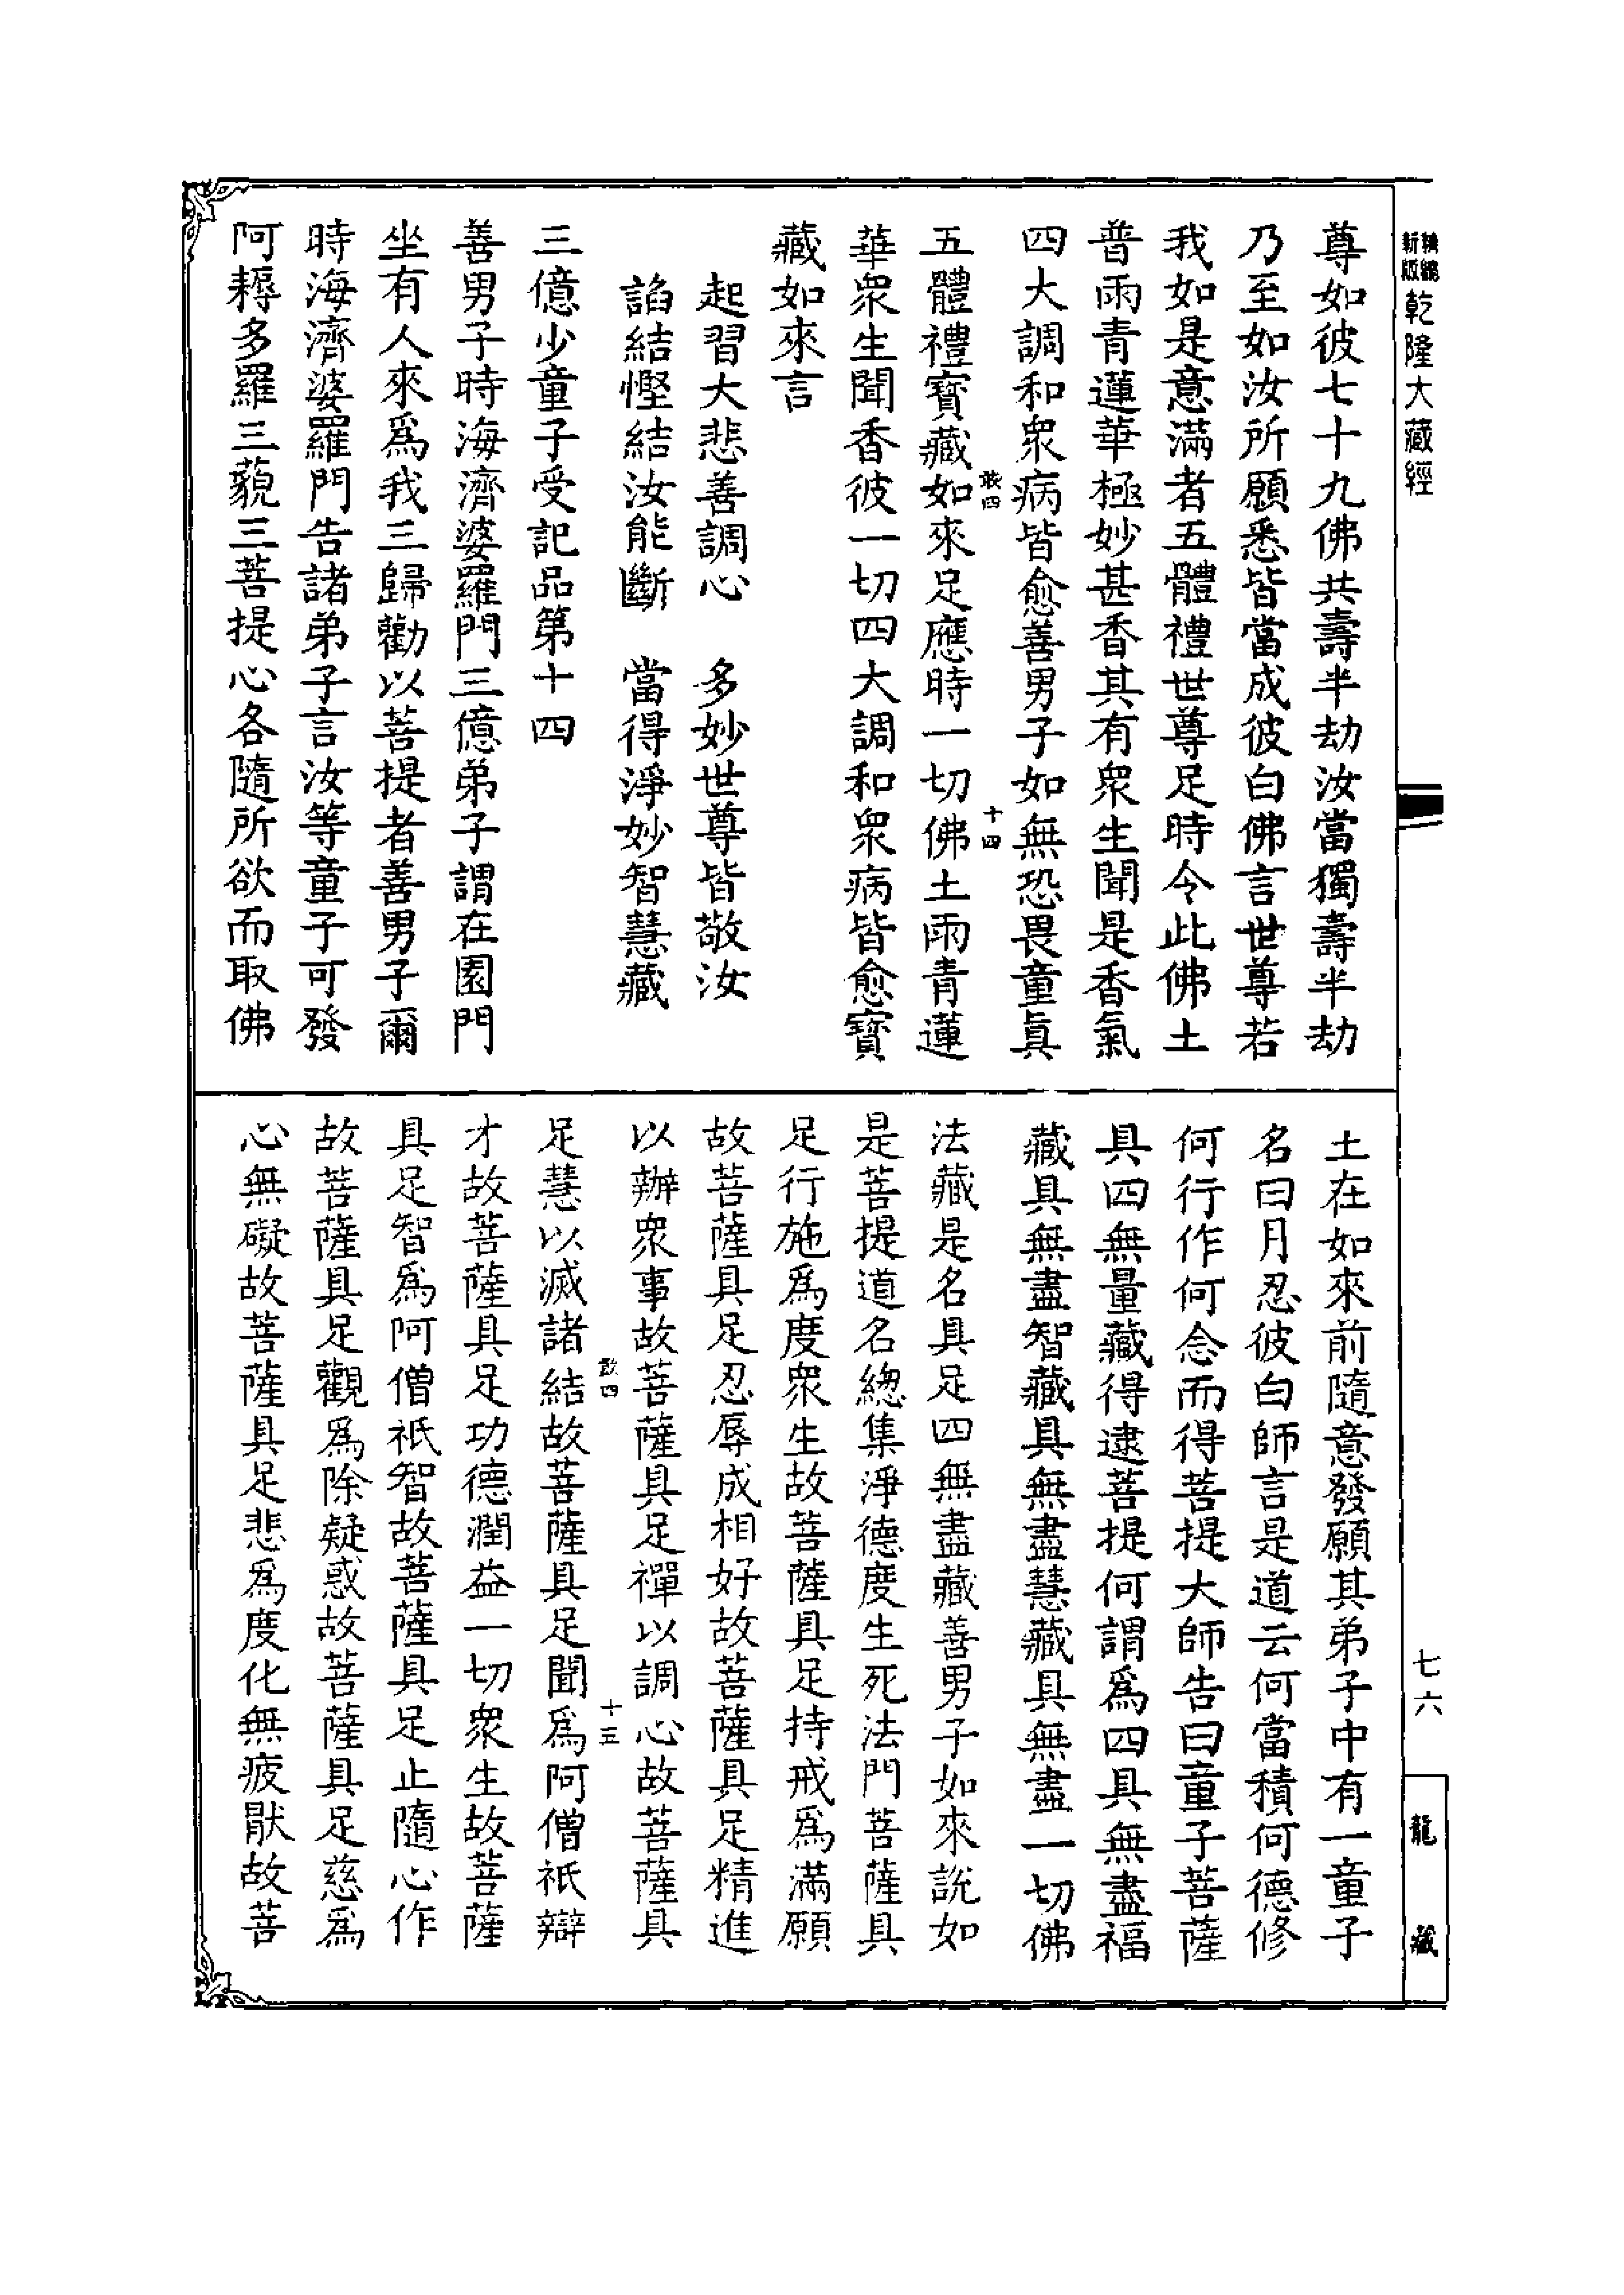 尊如彼七十九佛共壽半劫汝當獨壽半劫
乃至如汝所願悉皆當成彼白佛言世尊若
我如是意滿者五體禮世尊足時令此佛土
普雨青蓮華極妙甚香其有衆生聞是香氣
四大調和衆病皆愈善男子如無恐畏童眞
五體禮寶藏如來足應時一切佛土雨青蓮
華衆生聞香彼一切四大調和衆病皆愈寶
藏如來言
起習大悲善調心　多妙世尊皆敬汝
諂結慳結汝能斷　當得淨妙智慧藏
三億少童子受記品第十四
善男子時海濟婆羅門三億弟子謂在園門
坐有人來爲我三歸勸以菩提者善男子爾
時海濟婆羅門告諸弟子言汝等童子可發
阿耨多羅三藐三菩提心各隨所欲而取佛
土在如來前隨意發願其弟子中有一童子
名曰月忍彼白師言是道云何當積何德修
何行作何念而得菩提大師告曰童子菩薩
具四無量藏得逮菩提何謂爲四具無盡福
藏具無盡智藏具無盡慧藏具無盡一切佛
法藏是名具足四無盡藏善男子如來說如
是菩提道名總集淨德度生死法門菩薩具
足行施爲度衆生故菩薩具足持戒爲滿願
故菩薩具足忍辱成相好故菩薩具足精進
以辦衆事故菩薩具足禪以調心故菩薩具
足慧以滅諸結故菩薩具足聞爲阿僧祇辯
才故菩薩具足功德潤益一切衆生故菩薩
具足智爲阿僧祇智故菩薩具足止隨心作
故菩薩具足觀爲除疑惑故菩薩具足慈爲
心無礙故菩薩具足悲爲度化無疲厭故菩
敢四
十四
敢四
十三
新版
乾隆大藏經
七六
龍藏